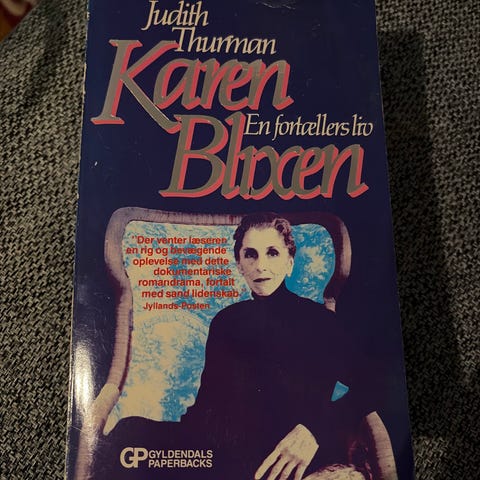 Judith
Thurman
Karen
En fortællers liv
Blixen
"Der venter læseren
en rig og bevægende
oplevelse med dette
dokumentariske
romandrama, fortalt
med sand lidenskab
Jyllands-Posten
GP GYLDENDALS
PAPERBACKS